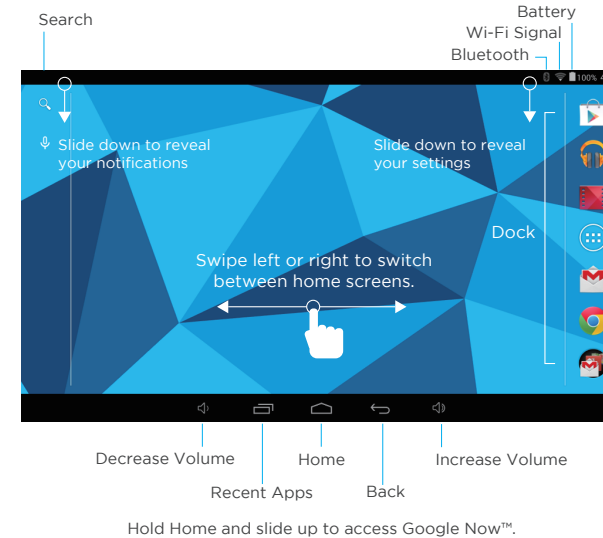 Search
Battery
Wi-Fi Signal
Bluetooth
100% 4
Slide down to reveal
your notifications
Slide down to reveal
your settings
Dock
Swipe left or right to switch
between home screens.
Decrease Volume
Home
Increase Volume
Recent Apps
Back
Hold Home and slide up to access Google Now™.